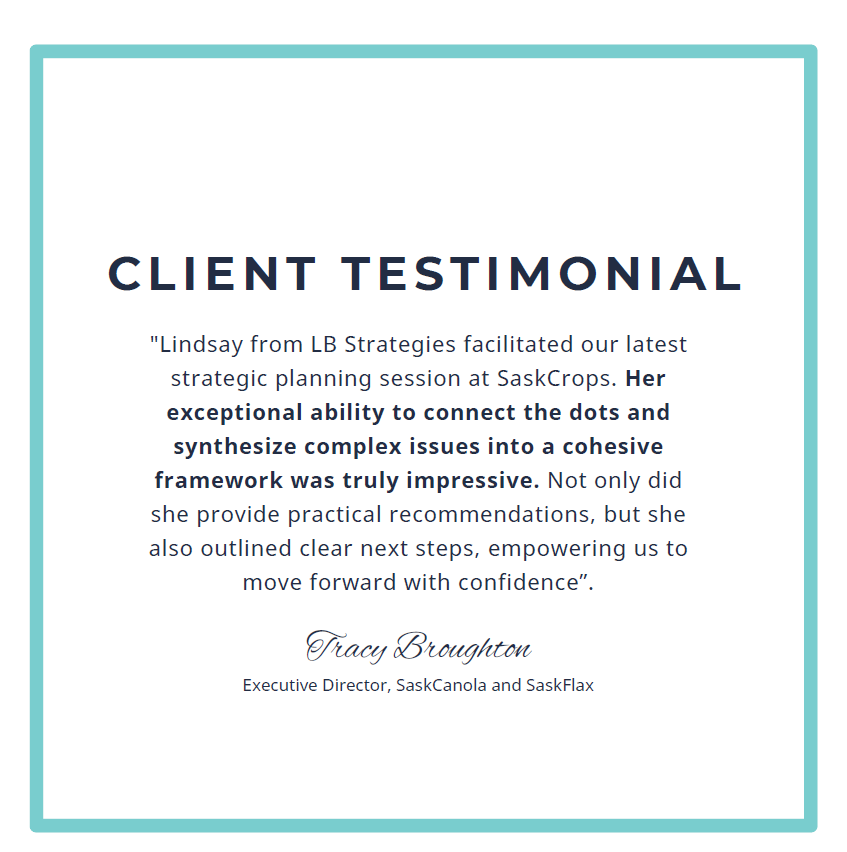 CLIENT TESTIMONIAL
"Lindsay from LB Strategies facilitated our latest
strategic planning session at SaskCrops. Her
exceptional ability to connect the dots and
synthesize complex issues into a cohesive
framework was truly impressive. Not only did
she provide practical recommendations, but she
also outlined clear next steps, empowering us to
move forward with confidence”.
Tracy Broughton
Executive Director, SaskCanola and SaskFlax